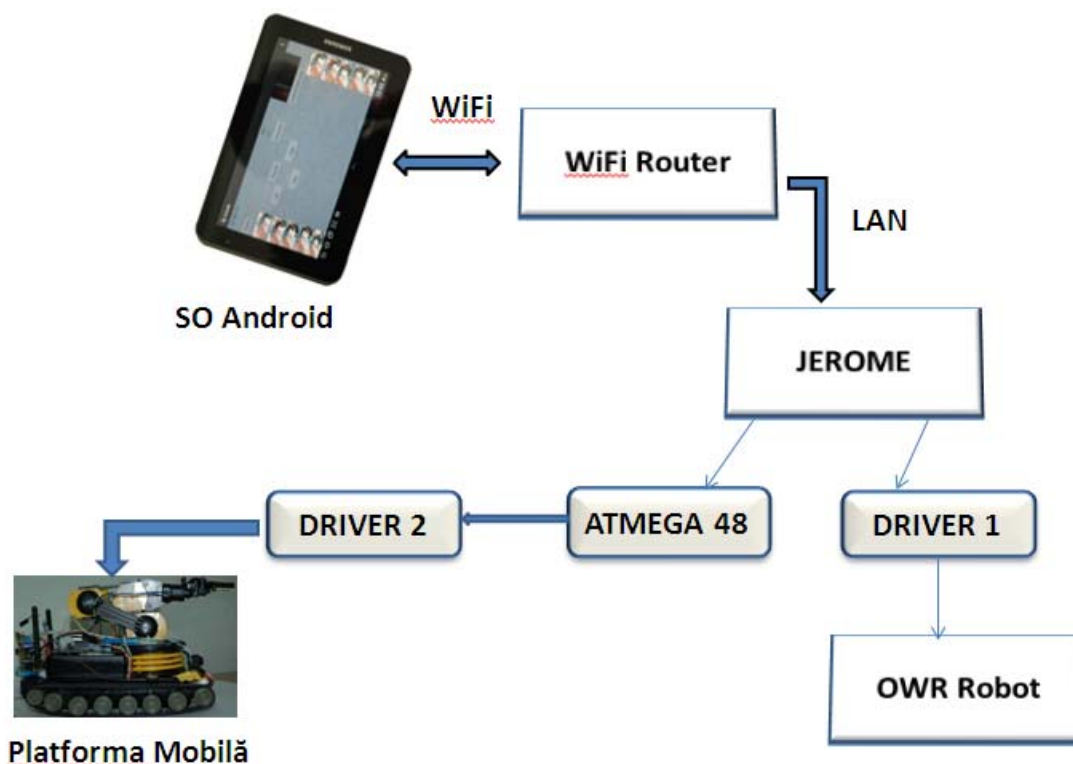 WiFi
WiFi Router
LAN
SO Android
JEROME
DRIVER 2
ATMEGA 48
DRIVER 1
OWR Robot
Platforma Mobilă